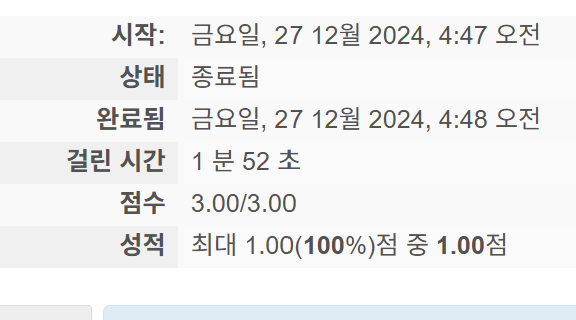 시작: 금요일, 27 12월 2024, 4:47 오전
상태 종료됨
완료됨 금요일, 27 12월 2024, 4:48 오전
걸린 시간 1 분 52 초
점수 3.00/3.00
성적 최대 1.00(100%)점 중 1.00점